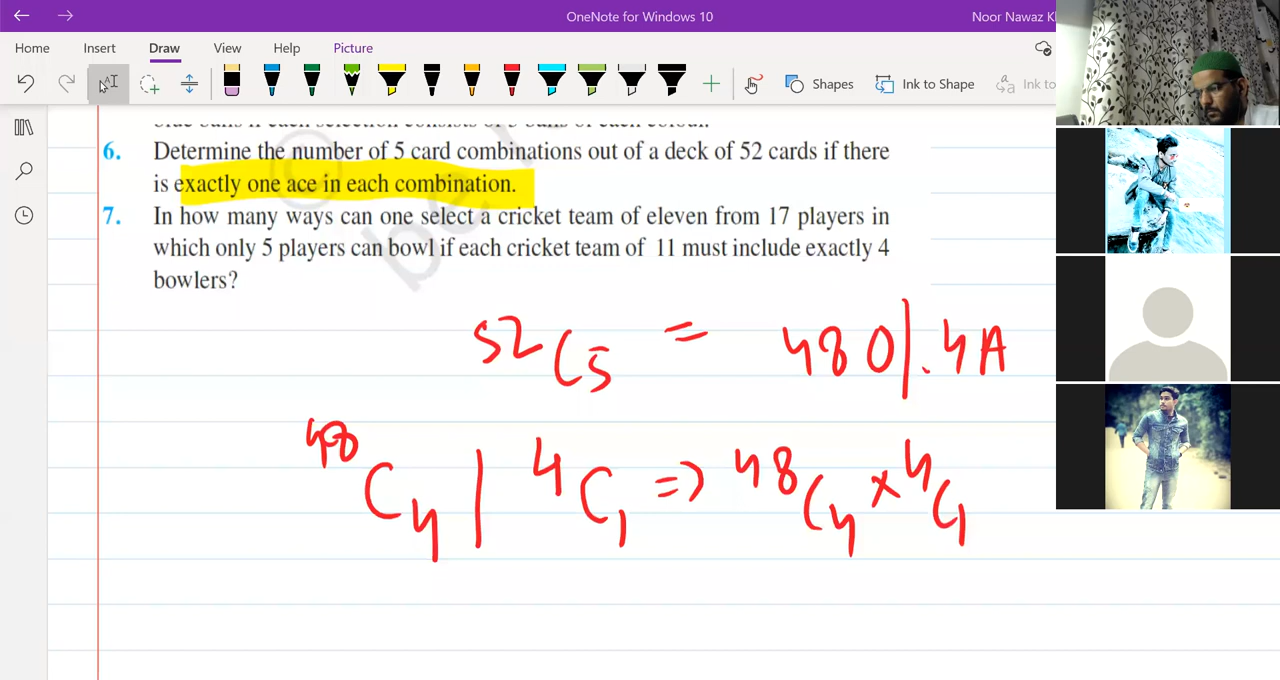 OneNote for Windows 10
Noor Nawaz K
Home Insert Draw View Help Picture
Shapes Ink to Shape Ink to
6. Determine the number of 5 card combinations out of a deck of 52 cards if there
is exactly one ace in each combination.
7. In how many ways can one select a cricket team of eleven from 17 players in
which only 5 players can bowl if each cricket team of 11 must include exactly 4
bowlers?
52C5 = 48 0 | . 4A
48C4 | 4C1 => 48C4 × 4C1